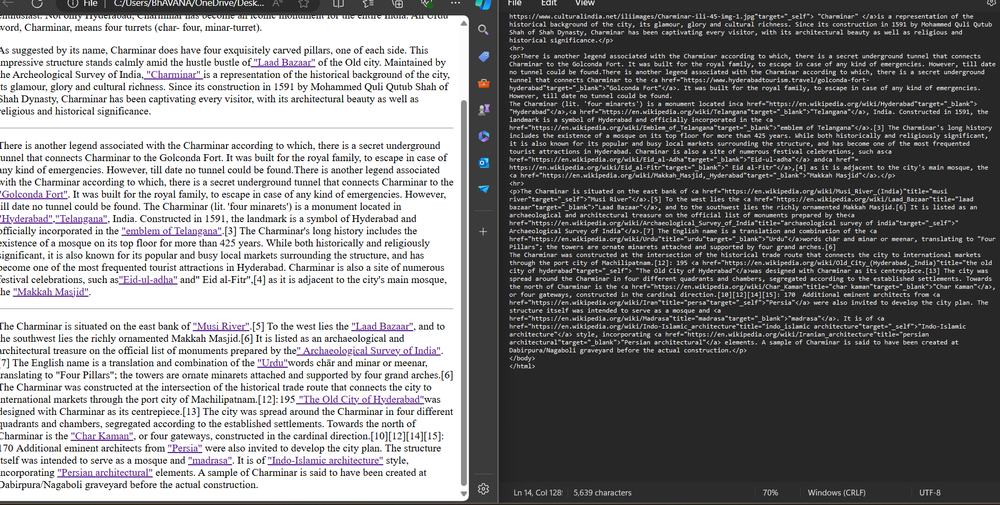 File C:/Users/BhAVANA/OneDrive/Desk...
enthusiast. Not only Hyderabad, Charminar has become an iconic monument for the entire India. An Urdu
word, Charminar, means four turrets (char- four, minar-turret).
As suggested by its name, Charminar does have four exquisitely carved pillars, one of each side. This
impressive structure stands calmly amid the hustle bustle of "Laad Bazaar" of the Old city. Maintained by
the Archeological Survey of India, "Charminar" is a representation of the historical background of the city,
its glamour, glory and cultural richness. Since its construction in 1591 by Mohammed Quli Qutub Shah of
Shah Dynasty, Charminar has been captivating every visitor, with its architectural beauty as well as
religious and historical significance.
There is another legend associated with the Charminar according to which, there is a secret underground
tunnel that connects Charminar to the Golconda Fort. It was built for the royal family, to escape in case of
any kind of emergencies. However, till date no tunnel could be found.There is another legend associated
with the Charminar according to which, there is a secret underground tunnel that connects Charminar to the
"Golconda Fort". It was built for the royal family, to escape in case of any kind of emergencies. However,
till date no tunnel could be found. The Charminar (lit. 'four minarets') is a monument located in
"Hyderabad","Telangana", India. Constructed in 1591, the landmark is a symbol of Hyderabad and
officially incorporated in the "emblem of Telangana".[3] The Charminar's long history includes the
existence of a mosque on its top floor for more than 425 years. While both historically and religiously
significant, it is also known for its popular and busy local markets surrounding the structure, and has
become one of the most frequented tourist attractions in Hyderabad. Charminar is also a site of numerous
festival celebrations, such as"Eid-ul-adha" and" Eid al-Fitr",[4] as it is adjacent to the city's main mosque,
the "Makkah Masjid".
The Charminar is situated on the east bank of "Musi River".[5] To the west lies the "Laad Bazaar", and to
the southwest lies the richly ornamented Makkah Masjid.[6] It is listed as an archaeological and
architectural treasure on the official list of monuments prepared by the" Archaeological Survey of India".
[7] The English name is a translation and combination of the "Urdu"words chār and minar or meenar,
translating to "Four Pillars"; the towers are ornate minarets attached and supported by four grand arches.[6]
The Charminar was constructed at the intersection of the historical trade route that connects the city to
international markets through the port city of Machilipatnam.[12]: 195 "The Old City of Hyderabad"was
designed with Charminar as its centrepiece.[13] The city was spread around the Charminar in four different
quadrants and chambers, segregated according to the established settlements. Towards the north of
Charminar is the "Char Kaman", or four gateways, constructed in the cardinal direction.[10][12][14][15]:
170 Additional eminent architects from "Persia" were also invited to develop the city plan. The structure
itself was intended to serve as a mosque and "madrasa". It is of "Indo-Islamic architecture" style,
incorporating "Persian architectural" elements. A sample of Charminar is said to have been created at
Dabirpura/Nagaboli graveyard before the actual construction.
File Edit View
https://www.culturalindia.net/iliimages/Charminar-ili-45-img-1.jpg"target="_self"> "Charminar" </a>is a representation of the
historical background of the city, its glamour, glory and cultural richness. Since its construction in 1591 by Mohammed Quli Qutub
Shah of Shah Dynasty, Charminar has been captivating every visitor, with its architectural beauty as well as religious and
historical significance.</p>
<hr>
<p>There is another legend associated with the Charminar according to which, there is a secret underground tunnel that connects
Charminar to the Golconda Fort. It was built for the royal family, to escape in case of any kind of emergencies. However, till date
no tunnel could be found.There is another legend associated with the Charminar according to which, there is a secret underground
tunnel that connects Charminar to the <a href="https://www.hyderabadtourism.travel/golconda-fort-
hyderabad"target="_blank">"Golconda Fort"</a>. It was built for the royal family, to escape in case of any kind of emergencies.
However, till date no tunnel could be found.
The Charminar (lit. 'four minarets') is a monument located in<a href="https://en.wikipedia.org/wiki/Hyderabad"target="_blank">
"Hyderabad"</a>,<a href="https://en.wikipedia.org/wiki/Telangana"target="_blank">"Telangana"</a>, India. Constructed in 1591, the
landmark is a symbol of Hyderabad and officially incorporated in the <a
href="https://en.wikipedia.org/wiki/Emblem_of_Telangana"target="_blank">"emblem of Telangana"</a>.[3] The Charminar's long history
includes the existence of a mosque on its top floor for more than 425 years. While both historically and religiously significant,
it is also known for its popular and busy local markets surrounding the structure, and has become one of the most frequented
tourist attractions in Hyderabad. Charminar is also a site of numerous festival celebrations, such as<a
href="https://en.wikipedia.org/wiki/Eid_al-Adha"target="_blank">"Eid-ul-adha"</a> and<a href"=
https://en.wikipedia.org/wiki/Eid_al-Fitr"target="_blank">" Eid al-Fitr"</a>,[4] as it is adjacent to the city's main mosque, the
<a href="https://en.wikipedia.org/wiki/Makkah_Masjid,_Hyderabad"target="_blank">"Makkah Masjid"</a>.</p>
<hr>
<p>The Charminar is situated on the east bank of <a href="https://en.wikipedia.org/wiki/Musi_River_(India)"title="musi
river"target="_self">"Musi River"</a>.[5] To the west lies the <a href="https://en.wikipedia.org/wiki/Laad_Bazaar"title="laad
bazaar"target="_blank">"Laad Bazaar"</a>, and to the southwest lies the richly ornamented Makkah Masjid.[6] It is listed as an
archaeological and architectural treasure on the official list of monuments prepared by the<a
href="https://en.wikipedia.org/wiki/Archaeological_Survey_of_India"title="archaeological survey of india"target="_self">"
Archaeological Survey of India"</a>.[7] The English name is a translation and combination of the <a
href="https://en.wikipedia.org/wiki/Urdu"title="urdu"target="_blank">"Urdu"</a>words chār and minar or meenar, translating to "Four
Pillars"; the towers are ornate minarets attached and supported by four grand arches.[6]
The Charminar was constructed at the intersection of the historical trade route that connects the city to international markets
through the port city of Machilipatnam.[12]: 195 <a href="https://en.wikipedia.org/wiki/Old_City_(Hyderabad,_India)"title="the old
city of hyderabad"target="_self"> "The Old City of Hyderabad"</a>was designed with Charminar as its centrepiece.[13] The city was
spread around the Charminar in four different quadrants and chambers, segregated according to the established settlements. Towards
the north of Charminar is the <a href="https://en.wikipedia.org/wiki/Char_Kaman"title="char kaman"target="_blank">"Char Kaman"</a>,
or four gateways, constructed in the cardinal direction.[10][12][14][15]: 170  Additional eminent architects from <a
href="https://en.wikipedia.org/wiki/Iran"title="persa"target="_self">"Persia"</a> were also invited to develop the city plan. The
structure itself was intended to serve as a mosque and <a
href="https://en.wikipedia.org/wiki/Madrasa"title="madrasa"target="_blank">"madrasa"</a>. It is of <a
href="https://en.wikipedia.org/wiki/Indo-Islamic_architecture"title="indo_islamic architecture"target="_self">"Indo-Islamic
architecture"</a> style, incorporating <a href="https://en.wikipedia.org/wiki/Iranian_architecture"title="persian
architectural"target="_blank">"Persian architectural"</a> elements. A sample of Charminar is said to have been created at
Dabirpura/Nagaboli graveyard before the actual construction.</p>
</body>
</html>
Ln 14, Col 128 5,639 characters 70% Windows (CRLF) UTF-8